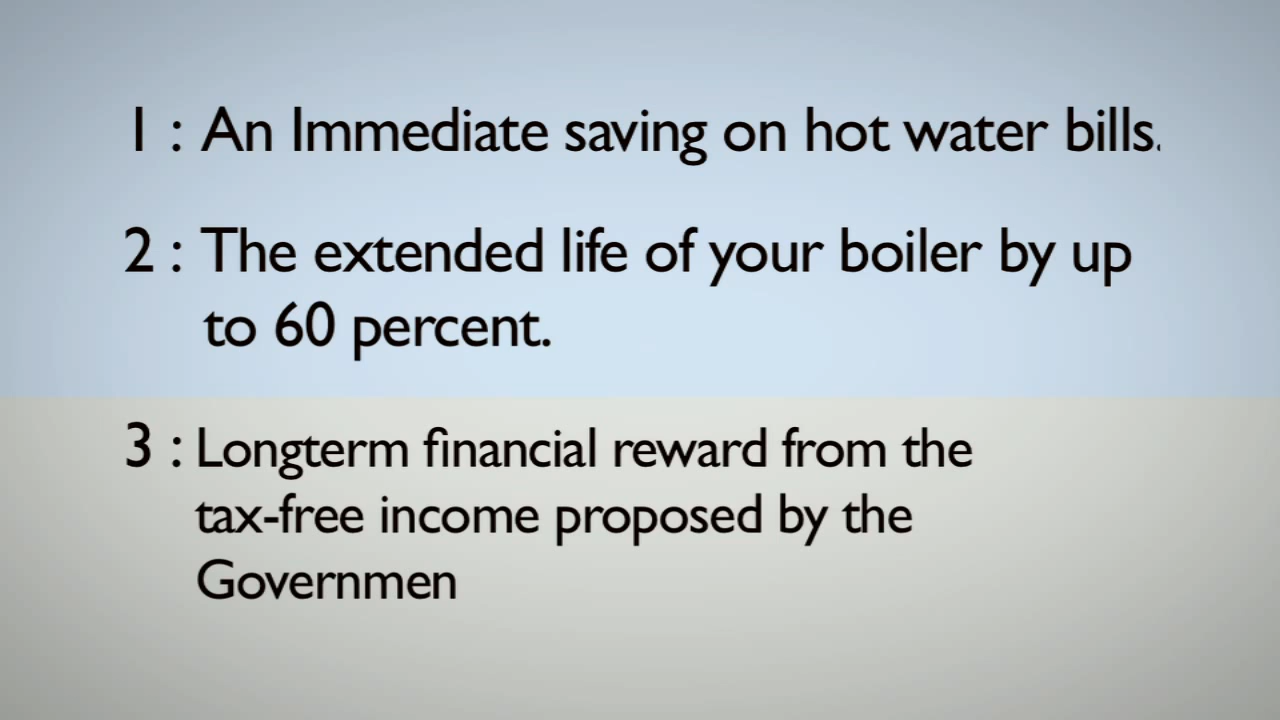 1 : An Immediate saving on hot water bills.
2 : The extended life of your boiler by up
to 60 percent.
3 : Longterm financial reward from the
tax-free income proposed by the
Governmen